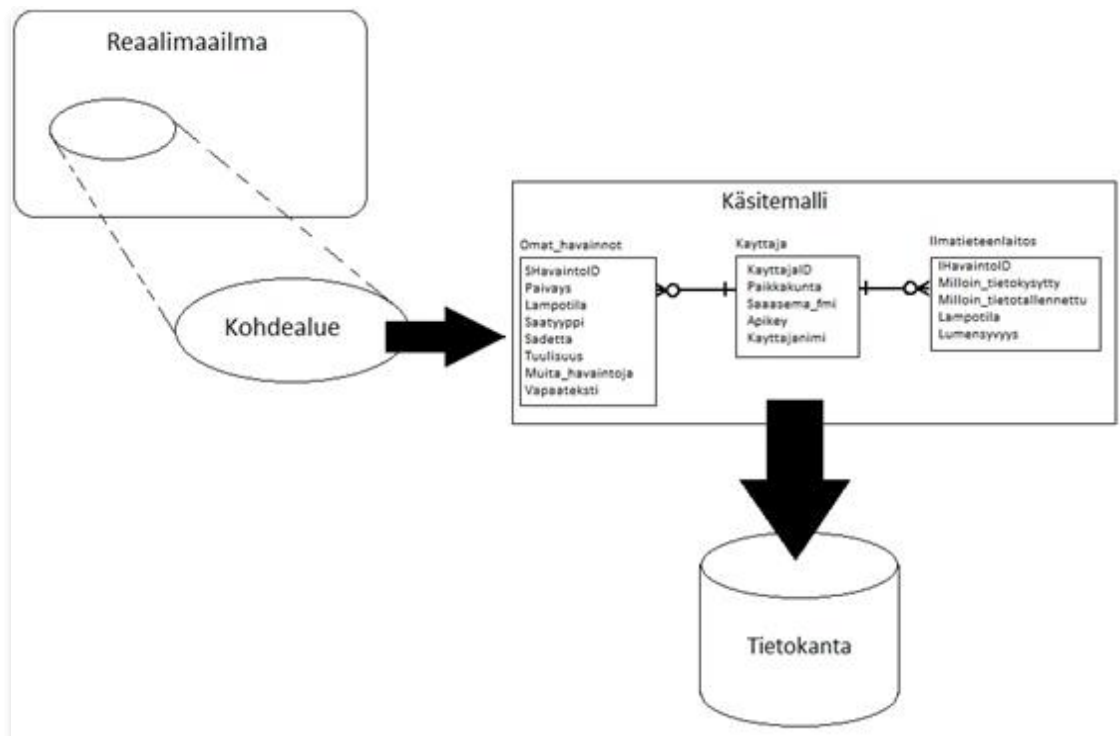 Reaalimaailma
Kohdealue
Käsitemalli
Omat_havainnot
SHavaintoID
Paivays
Lampotila
Saatyyppi
Sadetta
Tuulisuus
Muita_havaintoja
Vapaateksti
Kayttaja
KayttajaID
Paikkakunta
Saaasema_fmi
Apikey
Kayttajanimi
Ilmatieteenlaitos
IHavaintoID
Milloin_tietokysytty
Milloin_tietotallennettu
Lampotila
Lumensyvyys
Tietokanta